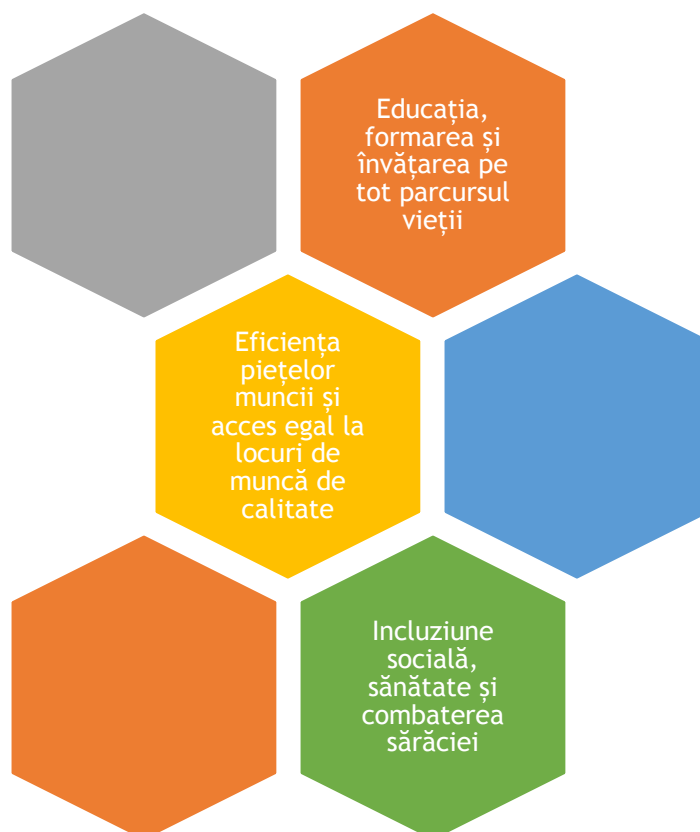 Educația,
formarea și
învățarea pe
tot parcursul
vieții
Eficiența
piețelor
muncii și
acces egal la
locuri de
muncă de
calitate
Incluziune
socială,
sănătate și
combaterea
sărăciei